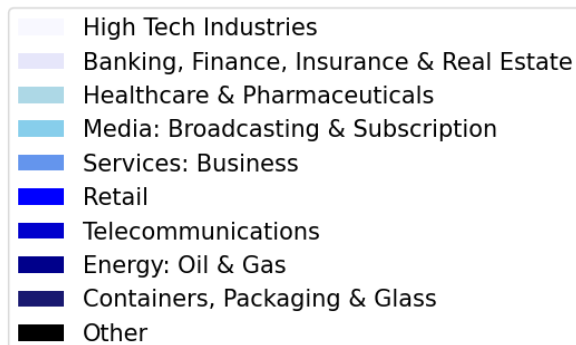 High Tech Industries
Banking, Finance, Insurance & Real Estate
Healthcare & Pharmaceuticals
Media: Broadcasting & Subscription
Services: Business
Retail
Telecommunications
Energy: Oil & Gas
Containers, Packaging & Glass
Other